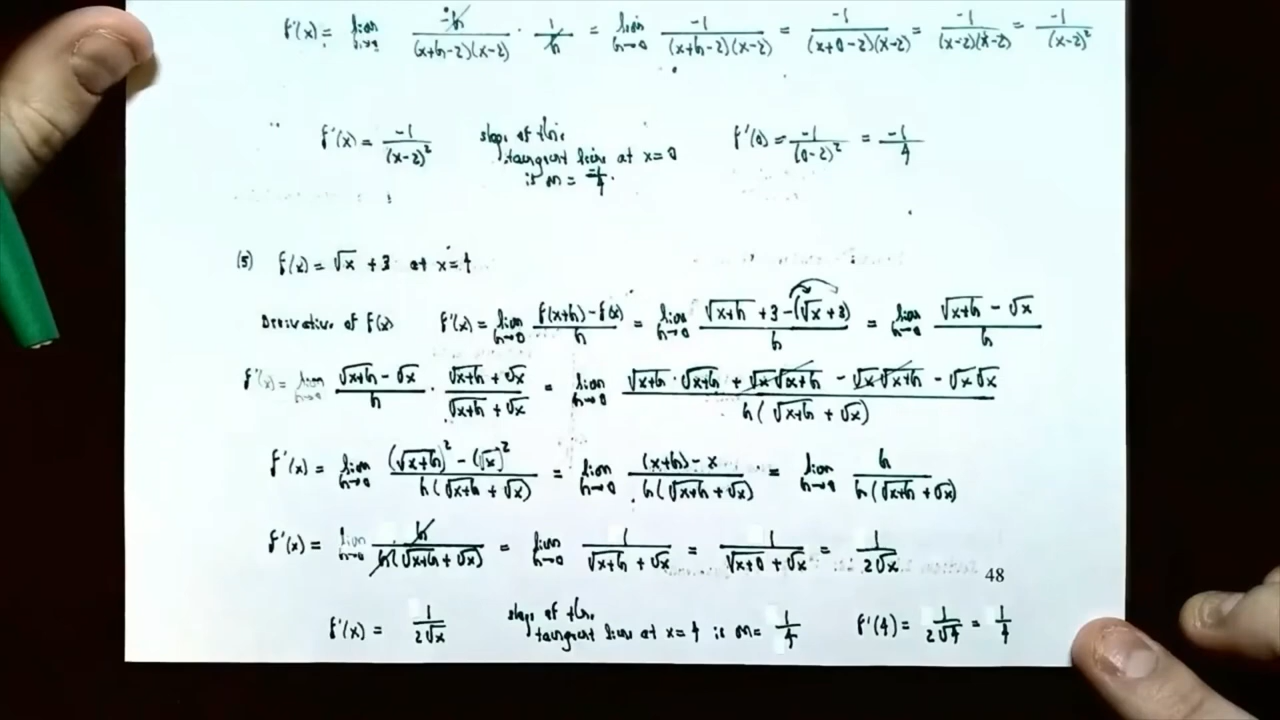 f'(x) = lim h→0 -h/((x+h-2)(x-2)) · 1/h = lim h→0 -1/((x+h-2)(x-2)) = -1/((x+0-2)(x-2)) = -1/((x-2)(x-2)) = -1/(x-2)²
f'(x) = -1/(x-2)² slope of the f'(0) = -1/(0-2)² = -1/4
tangent line at x=0
is m = -1/4.
(5) f(x) = √x + 3 at x=4
Derivative of f(x) f'(x) = lim h→0 (f(x+h) - f(x))/h = lim h→0 (√(x+h) + 3 - (√x + 3))/h = lim h→0 (√(x+h) - √x)/h
f'(x) = lim h→0 (√(x+h) - √x)/h · (√(x+h) + √x)/(√(x+h) + √x) = lim h→0 (√(x+h) · √(x+h) + √x√(x+h) - √x√(x+h) - √x√x)/(h(√(x+h) + √x))
f'(x) = lim h→0 ((√(x+h))² - (√x)²)/(h(√(x+h) + √x)) = lim h→0 ((x+h) - x)/(h(√(x+h) + √x)) = lim h→0 h/(h(√(x+h) + √x))
f'(x) = lim h→0 h/(h(√(x+h) + √x)) = lim h→0 1/(√(x+h) + √x) = 1/(√(x+0) + √x) = 1/(2√x)
48
f'(x) = 1/(2√x) slope of the f'(4) = 1/(2√4) = 1/4
tangent line at x=4 is m= 1/4